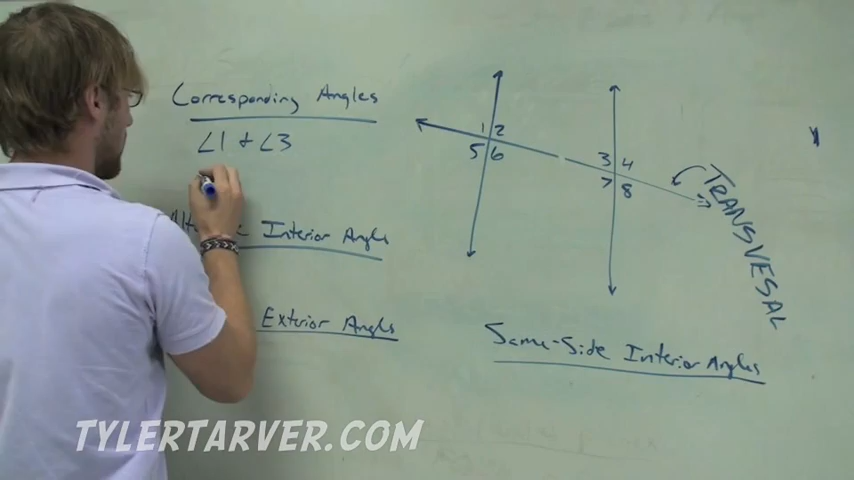 Corresponding Angles
∠1 + ∠3
Interior Angles
Exterior Angles
1 2
5 6
3 4
7 8
TRANSVESAL
Same-Side Interior Angles
TYLERTARVER.COM